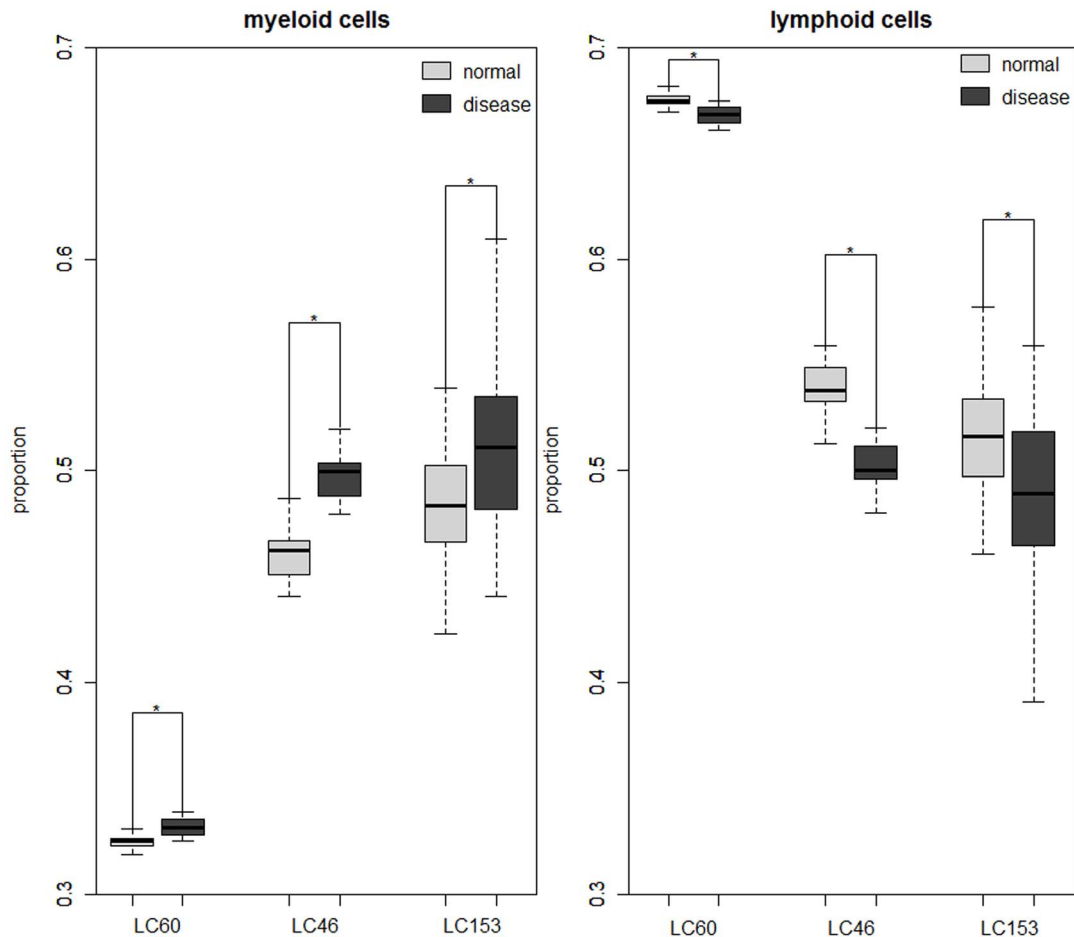 myeloid cells
0.7
0.6
0.5
0.4
0.3
proportion
normal
disease
*
*
*
LC60
LC46
LC153
lymphoid cells
0.7
0.6
0.5
0.4
0.3
proportion
normal
disease
*
*
*
LC60
LC46
LC153